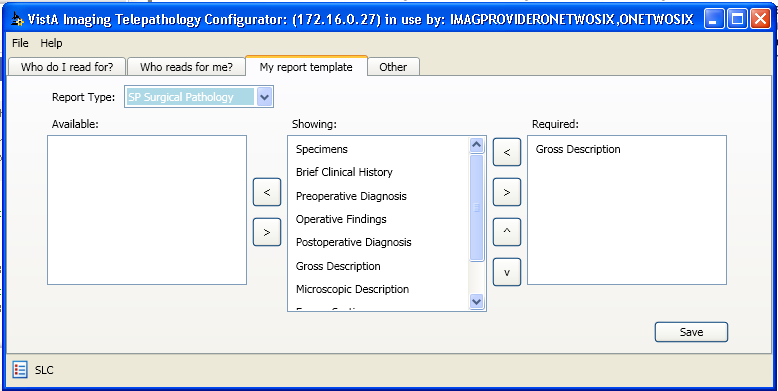 VistA Imaging Telepathology Configurator: (172.16.0.27) in use by: IMAGPROVIDERONETWOSIX,ONETWOSIX
File Help
Who do I read for? Who reads for me? My report template Other
Report Type: SP Surgical Pathology
Available: Showing: Required:
Specimens Gross Description
<
Brief Clinical History
< Preoperative Diagnosis >
Operative Findings
> Postoperative Diagnosis ^
Gross Description
v
Microscopic Description
Save
SLC